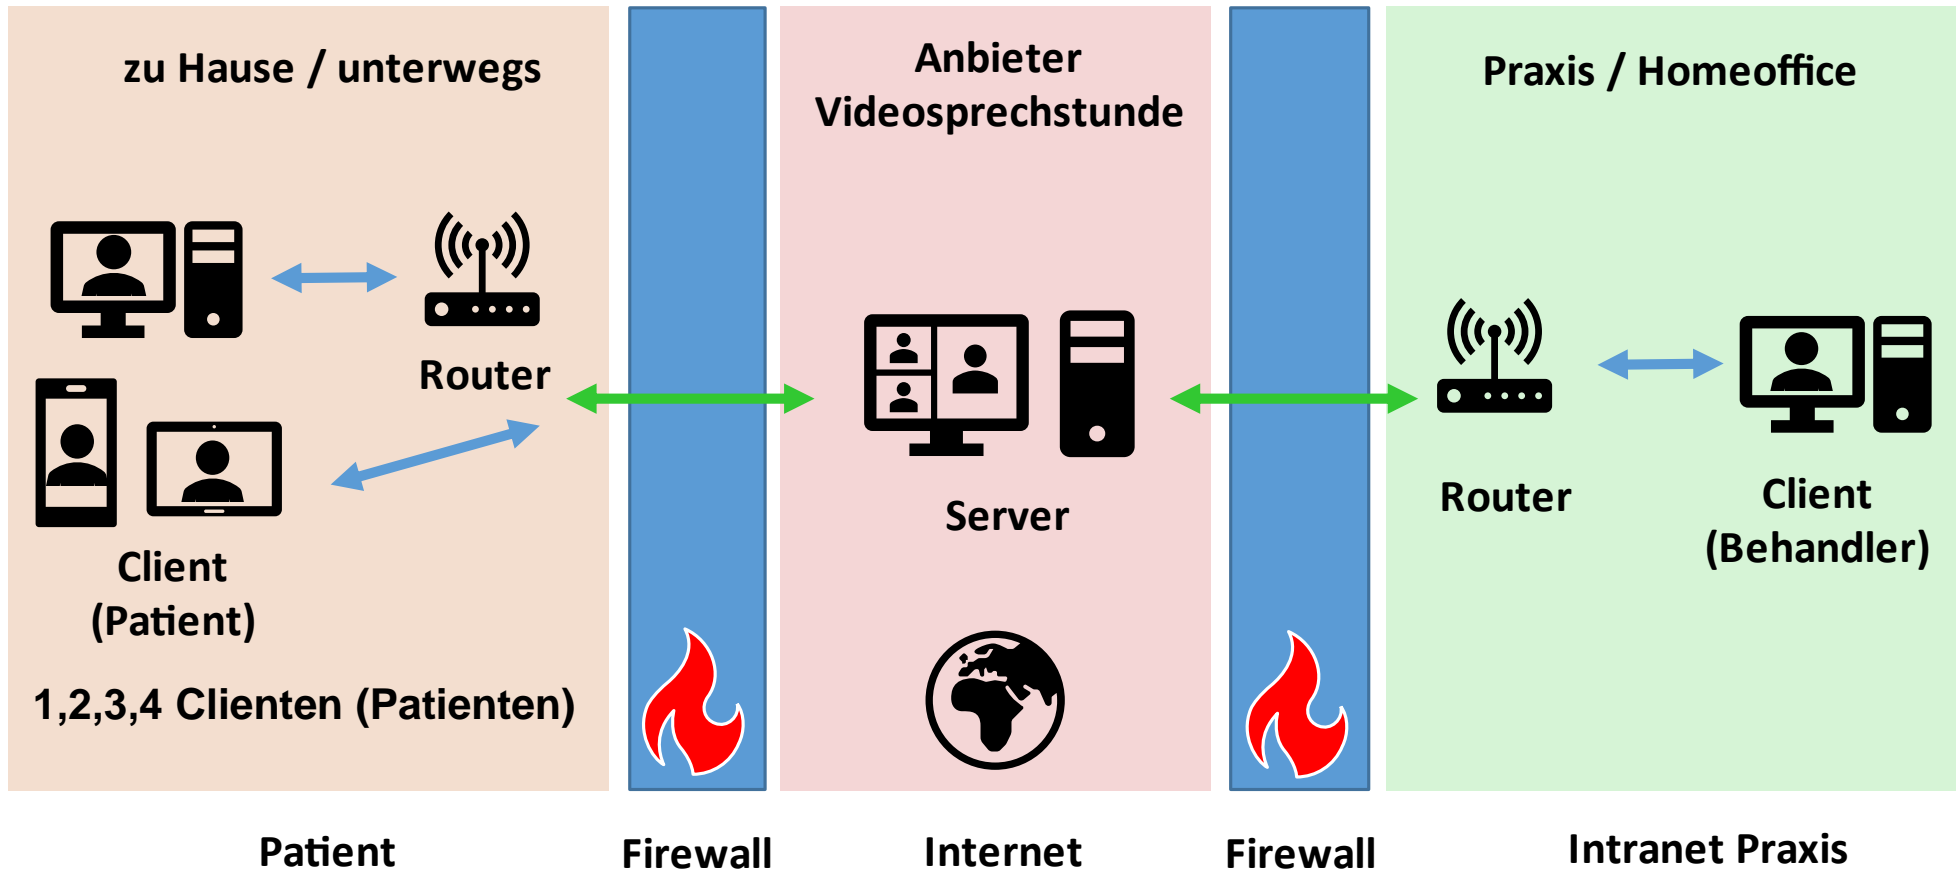 zu Hause / unterwegs
Anbieter
Videosprechstunde
Praxis / Homeoffice
Router
Client
(Patient)
1,2,3,4 Clienten (Patienten)
Server
Router
Client
(Behandler)
Patient
Firewall
Internet
Firewall
Intranet Praxis